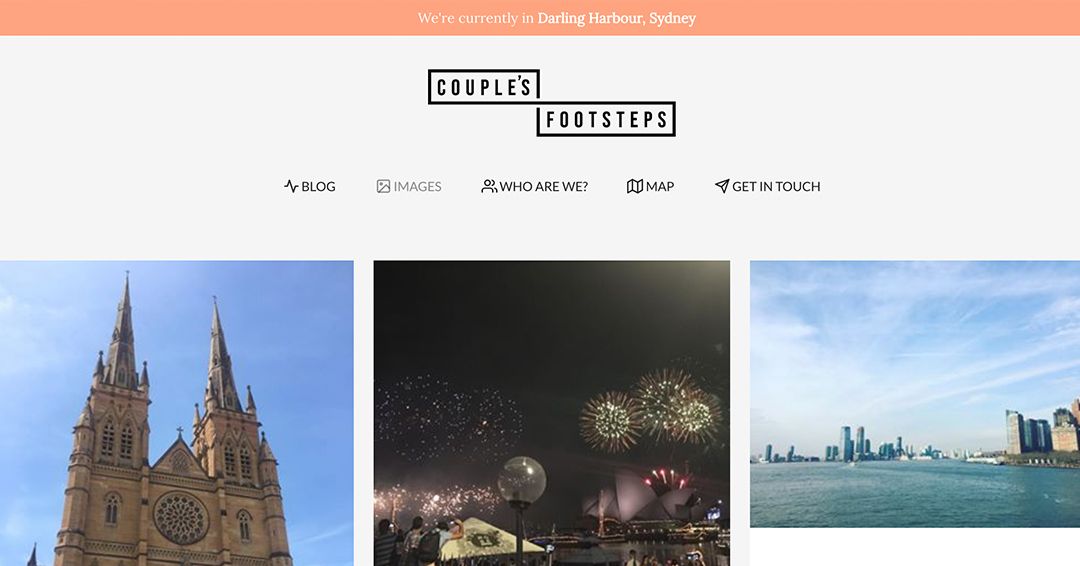 We're currently in Darling Harbour, Sydney
COUPLE'S
FOOTSTEPS
BLOG IMAGES WHO ARE WE? MAP GET IN TOUCH